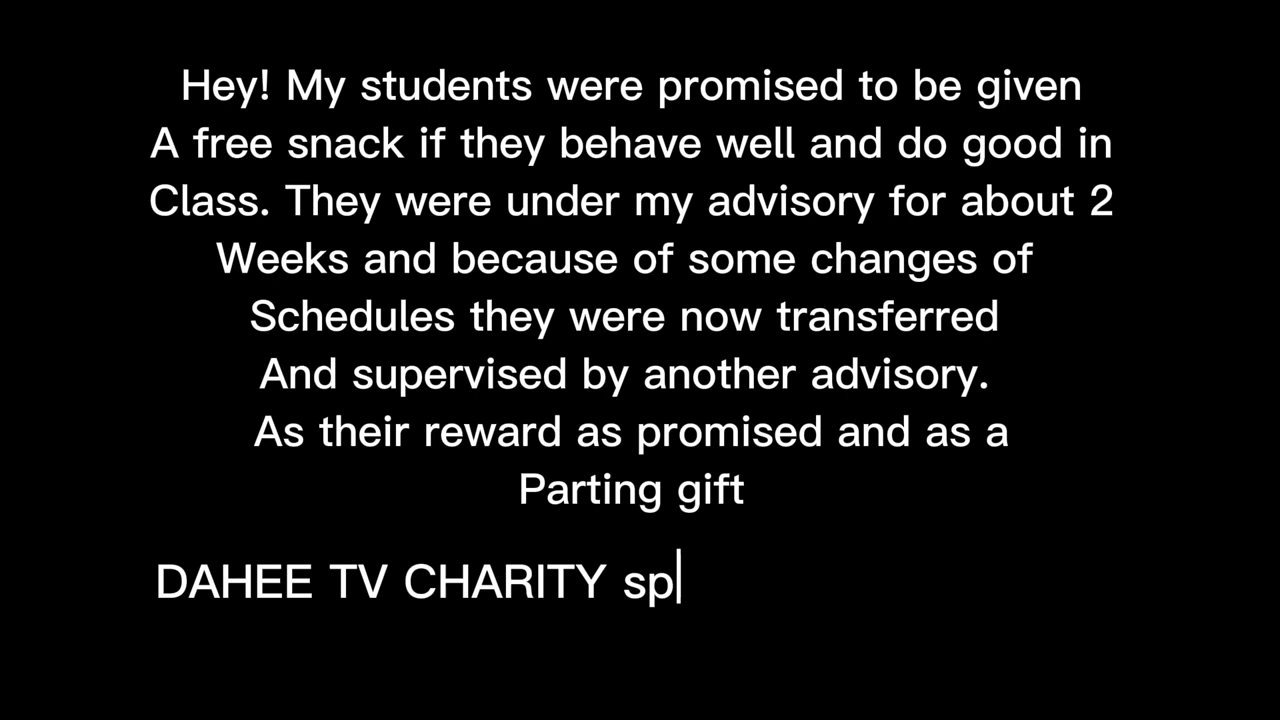 Hey! My students were promised to be given
A free snack if they behave well and do good in
Class. They were under my advisory for about 2
Weeks and because of some changes of
Schedules they were now transferred
And supervised by another advisory.
As their reward as promised and as a
Parting gift
DAHEE TV CHARITY sp